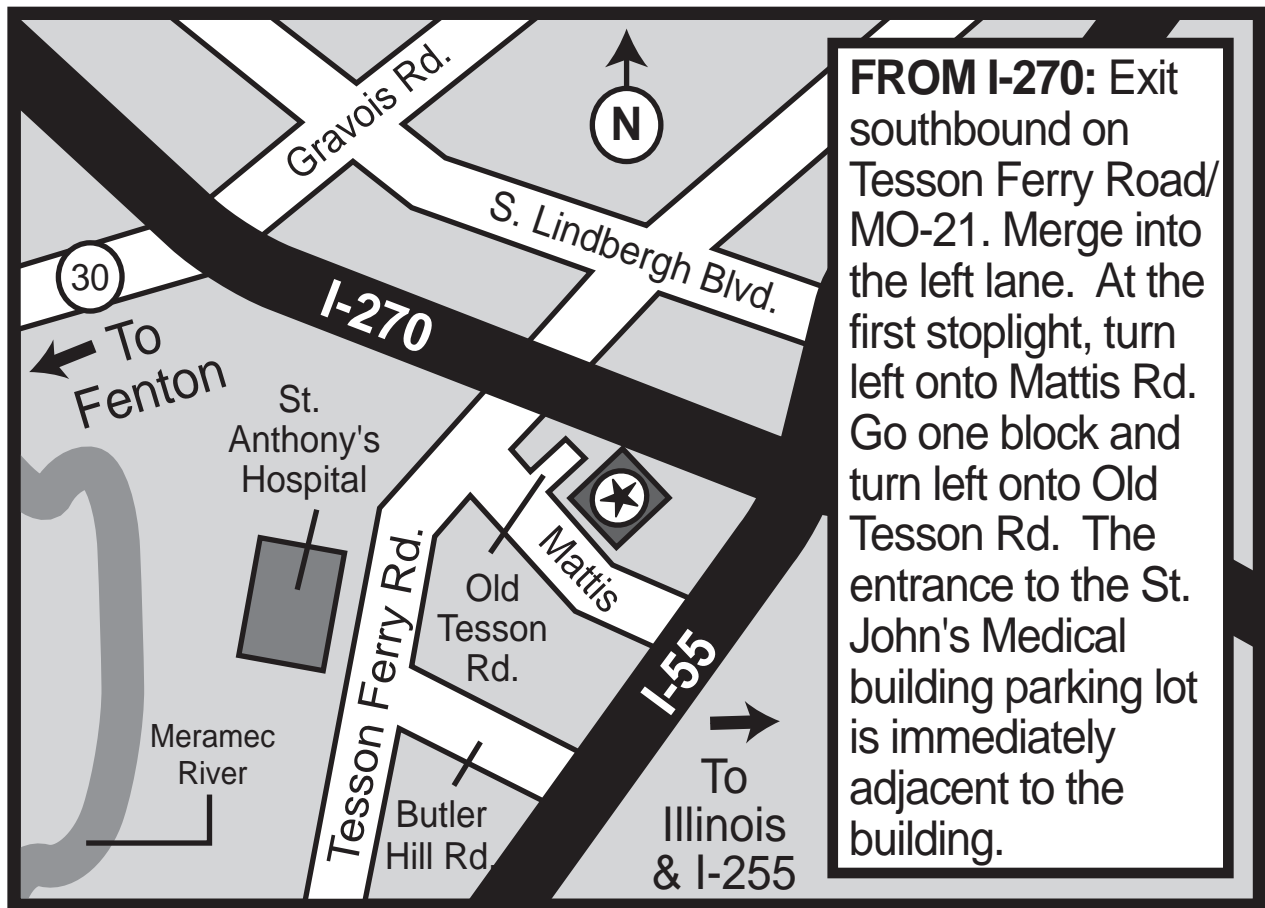 Gravois Rd.
N
S. Lindbergh Blvd.
30
I-270
To
Fenton
St.
Anthony's
Hospital
Mattis
Old
Tesson
Rd.
Tesson Ferry Rd.
I-55
Meramec
River
Butler
Hill Rd.
To
Illinois
& I-255
FROM I-270: Exit
southbound on
Tesson Ferry Road/
MO-21. Merge into
the left lane.  At the
first stoplight, turn
left onto Mattis Rd.
Go one block and
turn left onto Old
Tesson Rd.  The
entrance to the St.
John's Medical
building parking lot
is immediately
adjacent to the
building.